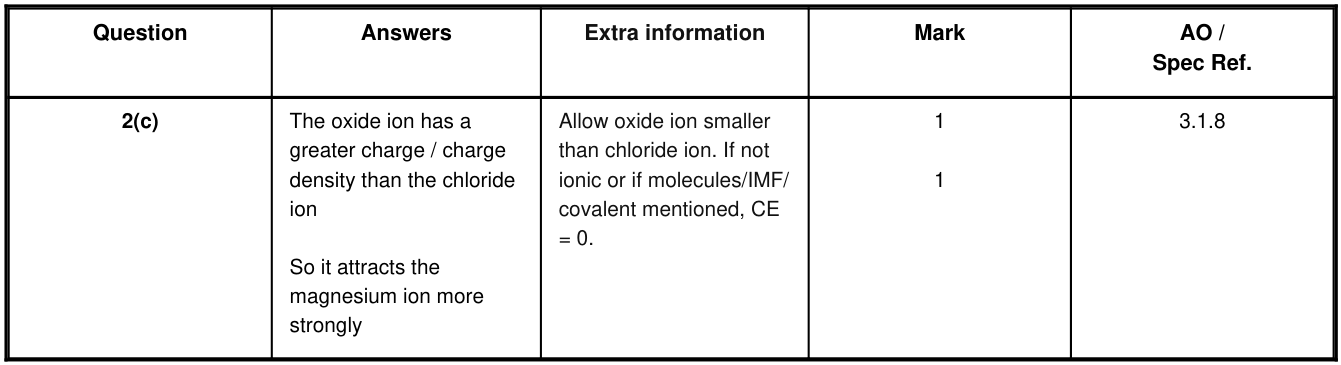 Question
Answers
Extra information
Mark
AO /
Spec Ref.
2(c)
The oxide ion has a
greater charge / charge
density than the chloride
ion
So it attracts the
magnesium ion more
strongly
Allow oxide ion smaller
than chloride ion. If not
ionic or if molecules/IMF/
covalent mentioned, CE
= 0.
1
1
3.1.8